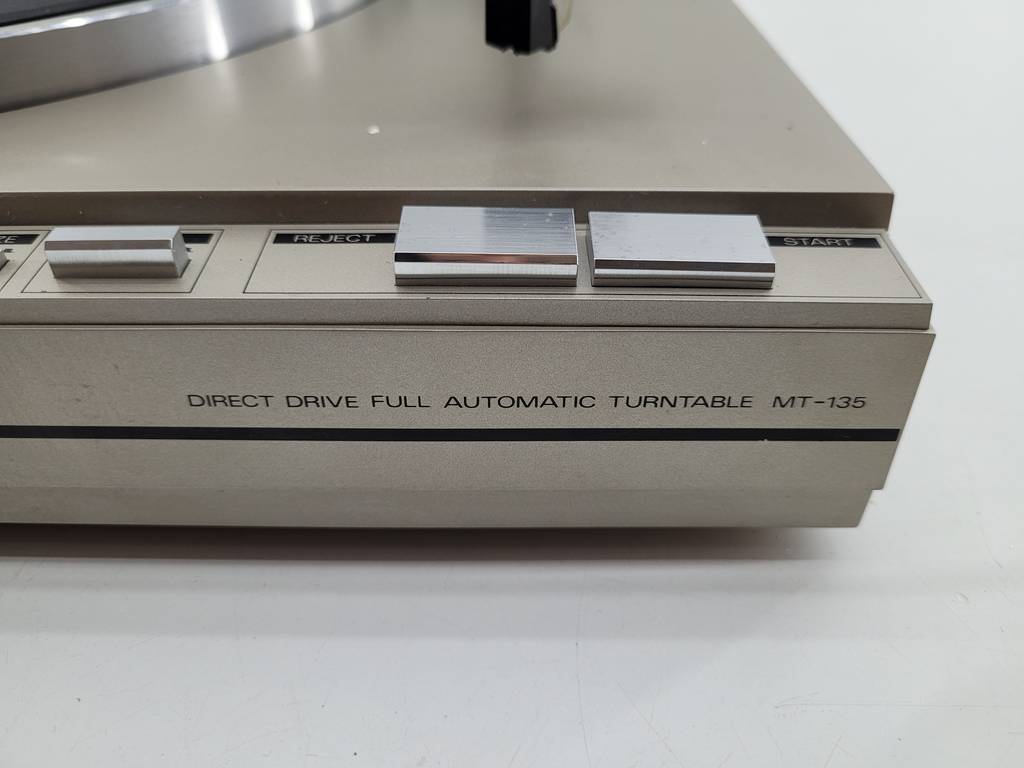 REJECT
START
DIRECT DRIVE FULL AUTOMATIC TURNTABLE MT-135